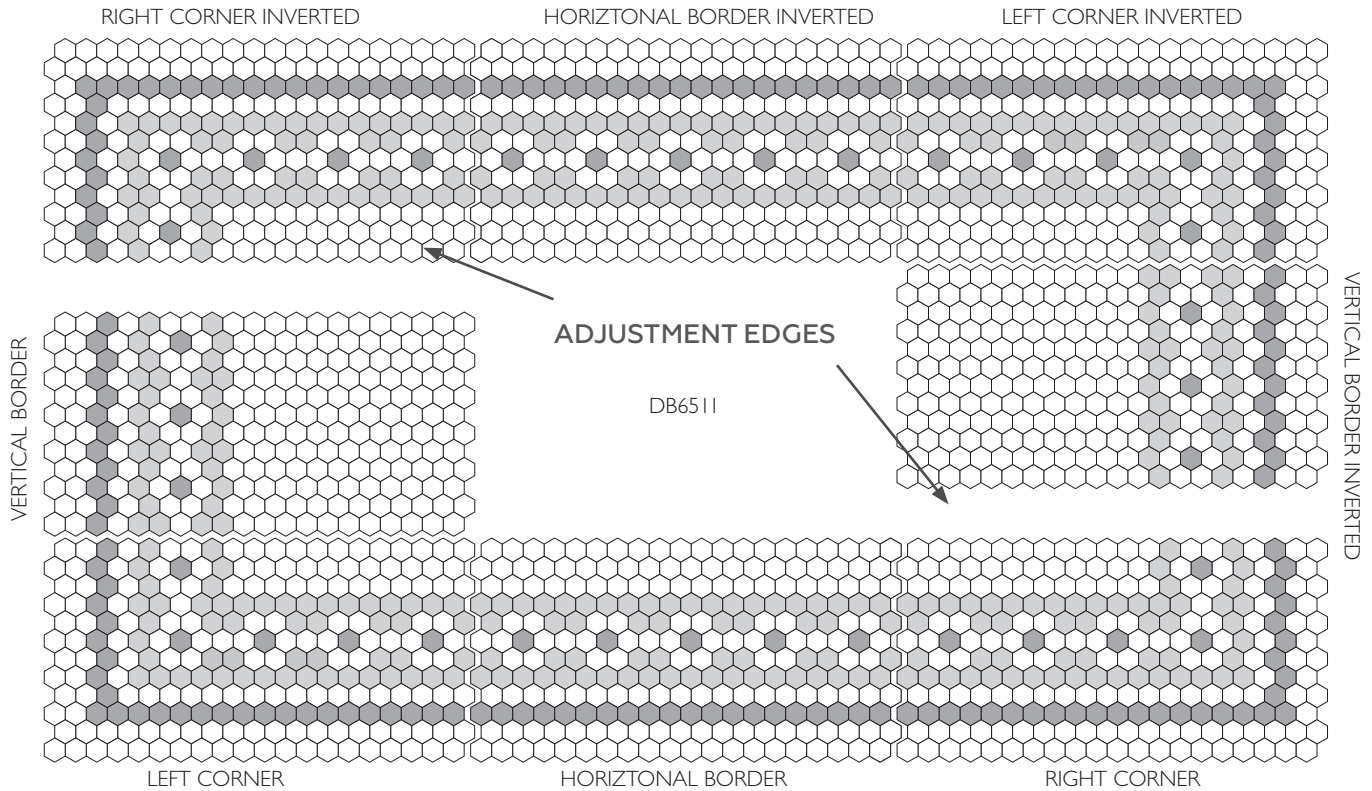 RIGHT CORNER INVERTED
HORIZTONAL BORDER INVERTED
LEFT CORNER INVERTED
VERTICAL BORDER
ADJUSTMENT EDGES
DB6511
VERTICAL BORDER INVERTED
LEFT CORNER
HORIZTONAL BORDER
RIGHT CORNER